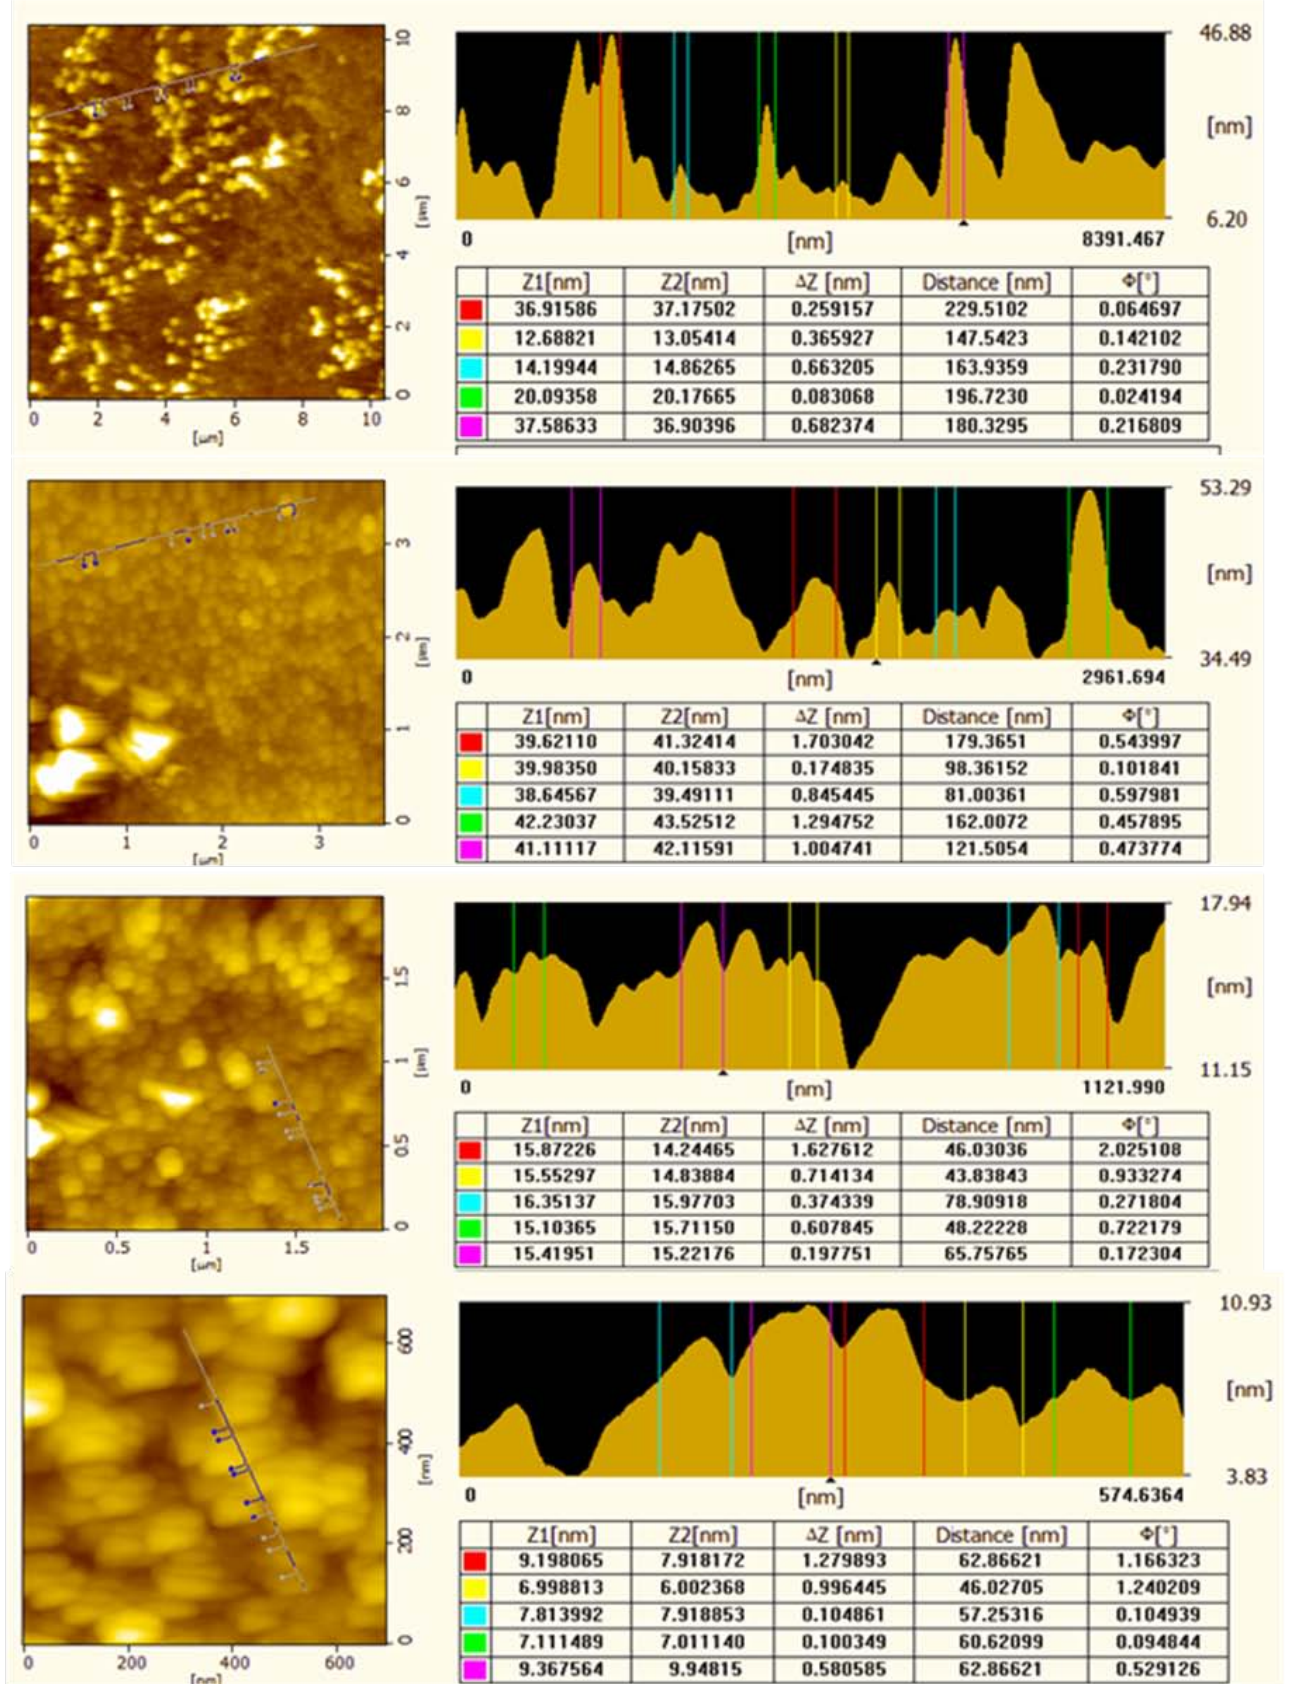 46.88
[nm]
6.20
0 [nm] 8391.467
10
8
6
4
2
0
[µm]
0 2 4 6 8 10
[µm]
Z1[nm] Z2[nm] ΔZ [nm] Distance [nm] Φ[°]
36.91586 37.17502 0.259157 229.5102 0.064697
12.68821 13.05414 0.365927 147.5423 0.142102
14.19944 14.86265 0.663205 163.9359 0.231790
20.09358 20.17665 0.083068 196.7230 0.024194
37.58633 36.90396 0.682374 180.3295 0.216809
53.29
[nm]
34.49
0 [nm] 2961.694
3
2
1
0
[µm]
0 1 2 3
[µm]
Z1[nm] Z2[nm] ΔZ [nm] Distance [nm] Φ[°]
39.62110 41.32414 1.703042 179.3651 0.543997
39.98350 40.15833 0.174835 98.36152 0.101841
38.64567 39.49111 0.845445 81.00361 0.597981
42.23037 43.52512 1.294752 162.0072 0.457895
41.11117 42.11591 1.004741 121.5054 0.473774
17.94
[nm]
11.15
0 [nm] 1121.990
1.5
1
0.5
0
[µm]
0 0.5 1 1.5
[µm]
Z1[nm] Z2[nm] ΔZ [nm] Distance [nm] Φ[°]
15.87226 14.24465 1.627612 46.03036 2.025108
15.55297 14.83884 0.714134 43.83843 0.933274
16.35137 15.97703 0.374339 78.90918 0.271804
15.10365 15.71150 0.607845 48.22228 0.722179
15.41951 15.22176 0.197751 65.75765 0.172304
10.93
[nm]
3.83
0 [nm] 574.6364
600
400
200
0
[nm]
0 200 400 600
[nm]
Z1[nm] Z2[nm] ΔZ [nm] Distance [nm] Φ[°]
9.198065 7.918172 1.279893 62.86621 1.166323
6.998813 6.002368 0.996445 46.02705 1.240209
7.813992 7.918853 0.104861 57.25316 0.104939
7.111489 7.011140 0.100349 60.62099 0.094844
9.367564 9.94815 0.580585 62.86621 0.529126